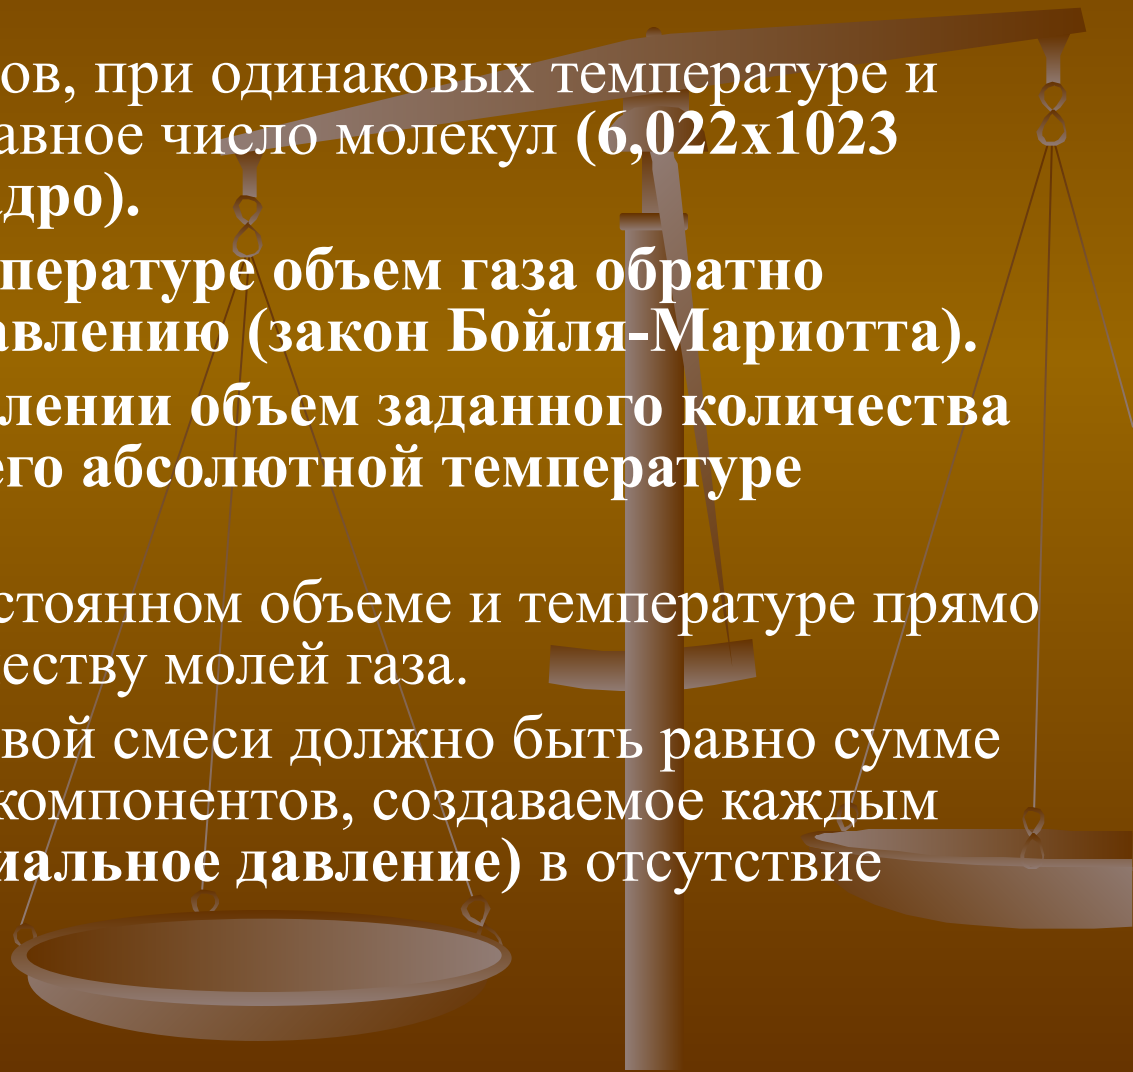 ов, при одинаковых температуре и
авное число молекул (6,022х1023
адро).
пературе объем газа обратно
авлению (закон Бойля-Мариотта).
лении объем заданного количества
его абсолютной температуре
стоянном объеме и температуре прямо
еству молей газа.
вой смеси должно быть равно сумме
компонентов, создаваемое каждым
иальное давление) в отсутствие